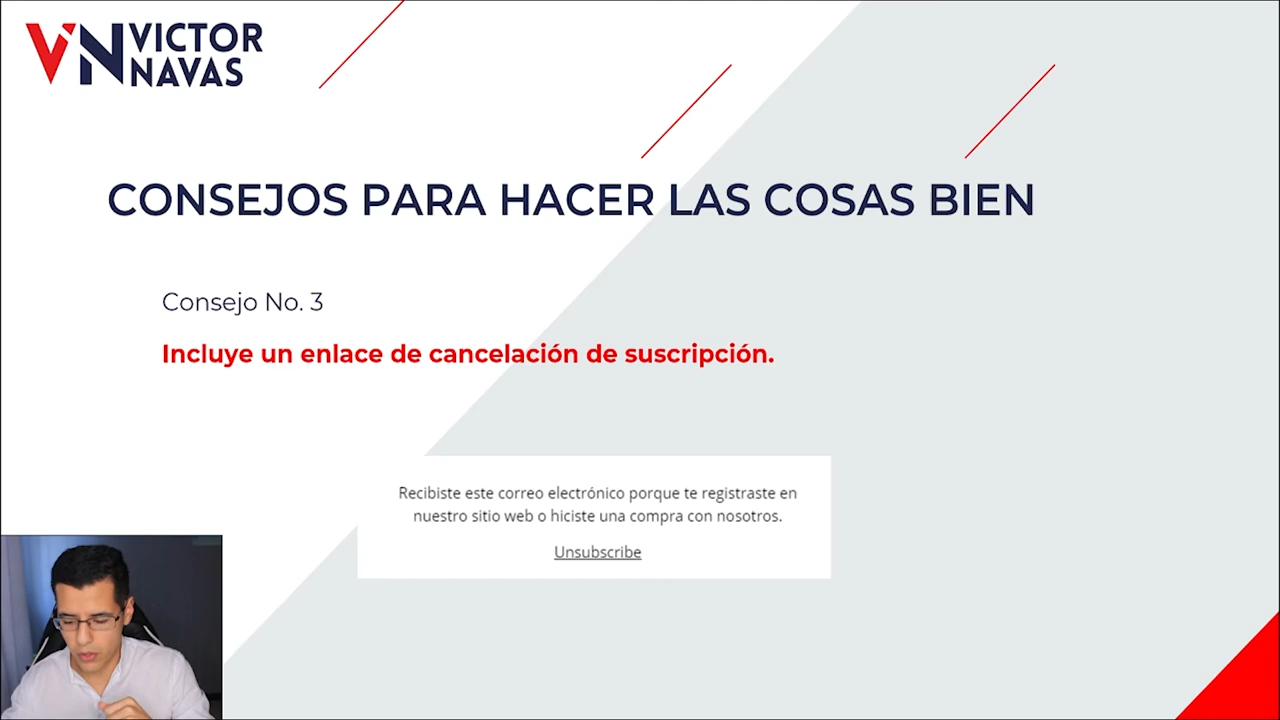 VN VICTOR
NAVAS
CONSEJOS PARA HACER LAS COSAS BIEN
Consejo No. 3
Incluye un enlace de cancelación de suscripción.
Recibiste este correo electrónico porque te registraste en
nuestro sitio web o hiciste una compra con nosotros.
Unsubscribe